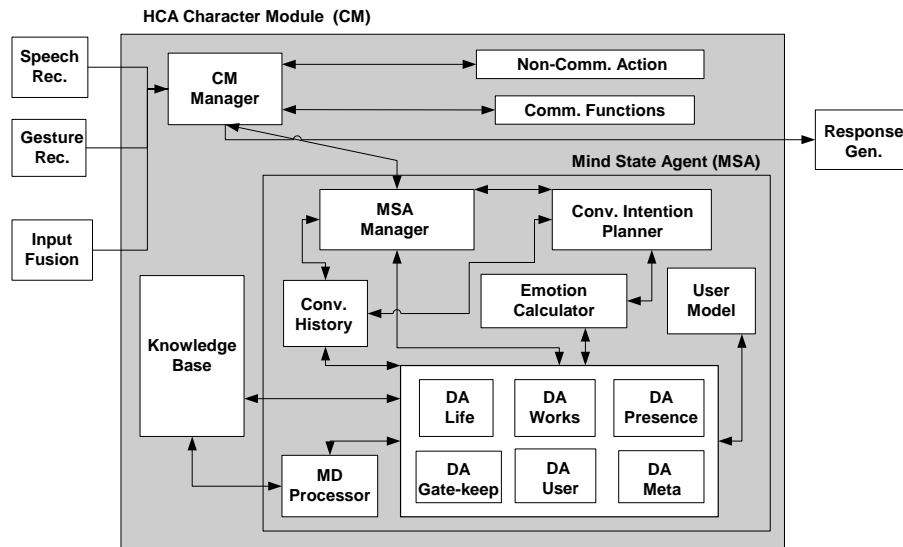 HCA Character Module (CM)
Speech
Rec.
CM
Manager
Non-Comm. Action
Comm. Functions
Gesture
Rec.
Response
Gen.
Mind State Agent (MSA)
MSA
Manager
Conv. Intention
Planner
Input
Fusion
Conv.
History
Emotion
Calculator
User
Model
Knowledge
Base
DA
Life
DA
Works
DA
Presence
MD
Processor
DA
Gate-keep
DA
User
DA
Meta